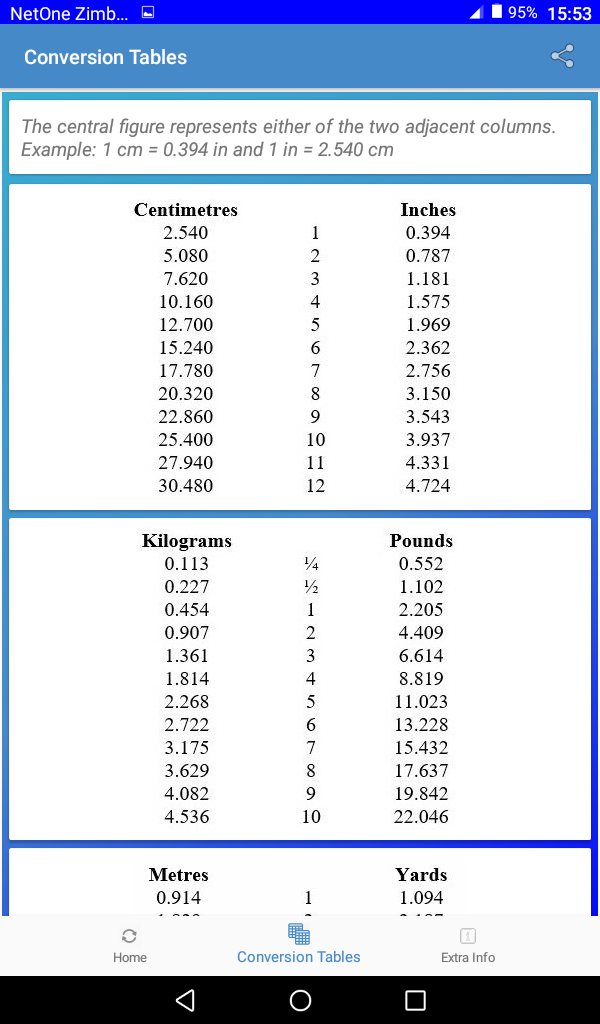 NetOne Zimb... 95% 15:53
Conversion Tables
The central figure represents either of the two adjacent columns.
Example: 1 cm = 0.394 in and 1 in = 2.540 cm
Centimetres Inches
2.540 1 0.394
5.080 2 0.787
7.620 3 1.181
10.160 4 1.575
12.700 5 1.969
15.240 6 2.362
17.780 7 2.756
20.320 8 3.150
22.860 9 3.543
25.400 10 3.937
27.940 11 4.331
30.480 12 4.724
Kilograms Pounds
0.113 ¼ 0.552
0.227 ½ 1.102
0.454 1 2.205
0.907 2 4.409
1.361 3 6.614
1.814 4 8.819
2.268 5 11.023
2.722 6 13.228
3.175 7 15.432
3.629 8 17.637
4.082 9 19.842
4.536 10 22.046
Metres Yards
0.914 1 1.094
Home Conversion Tables Extra Info